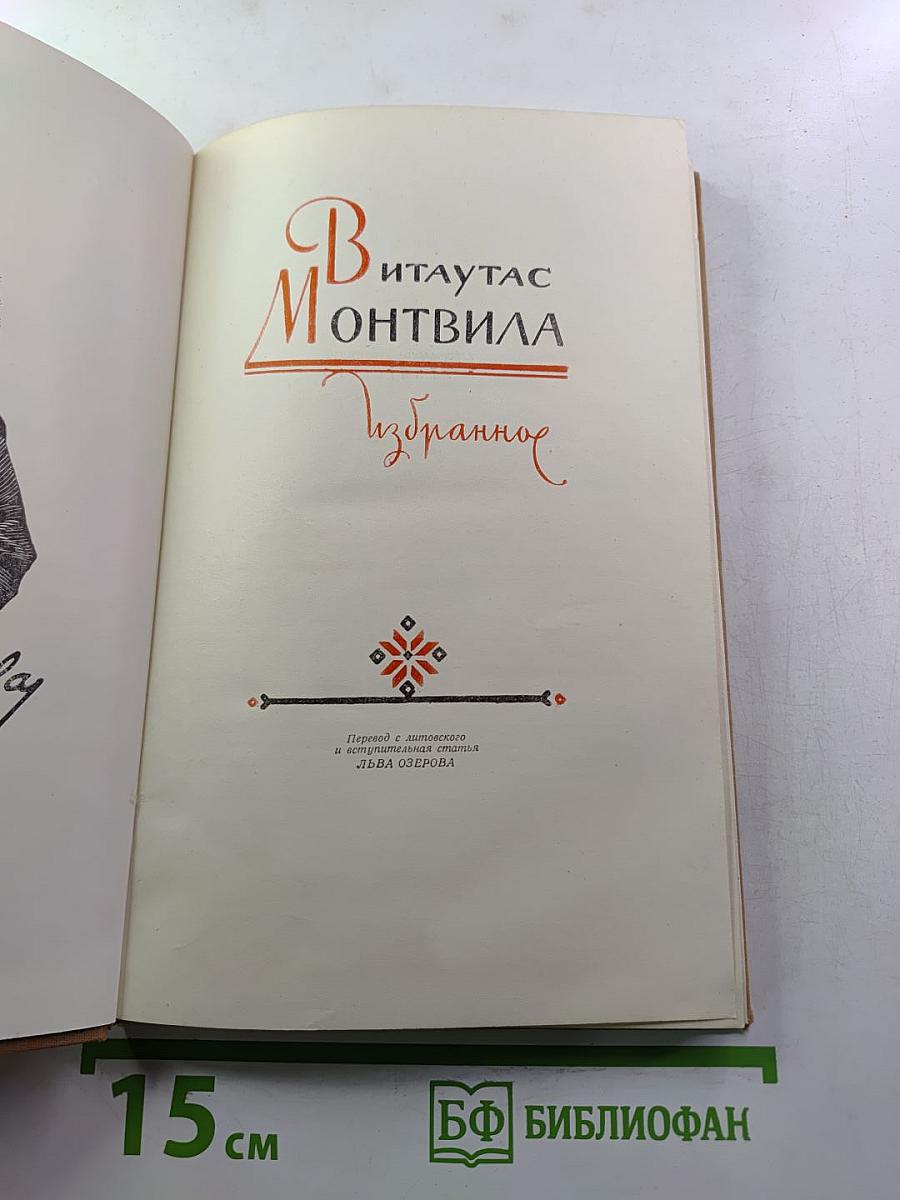 Витаутас
Монтвила
Избранное
Перевод с литовского
и вступительная статья
ЛЬВА ОЗЕРОВА
15 см
БФ БИБЛИОФАН